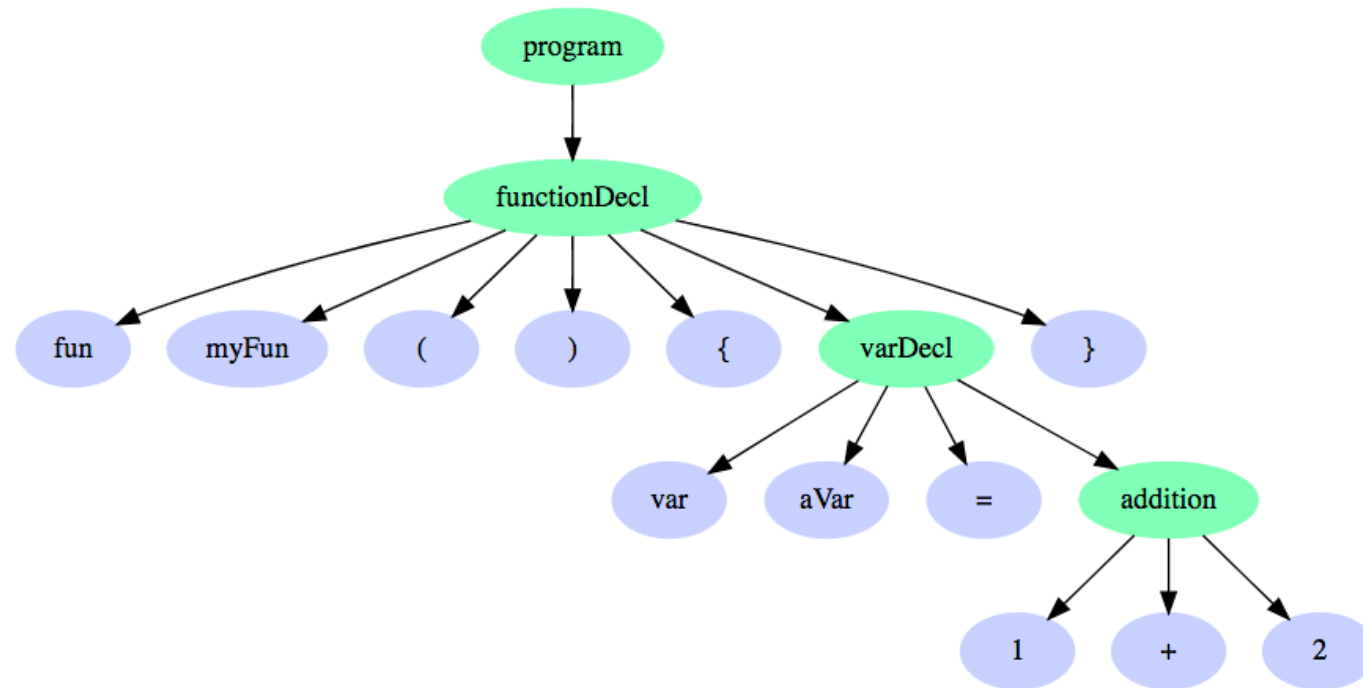 program
functionDecl
fun myFun ( ) { varDecl }
var aVar = addition
1 + 2